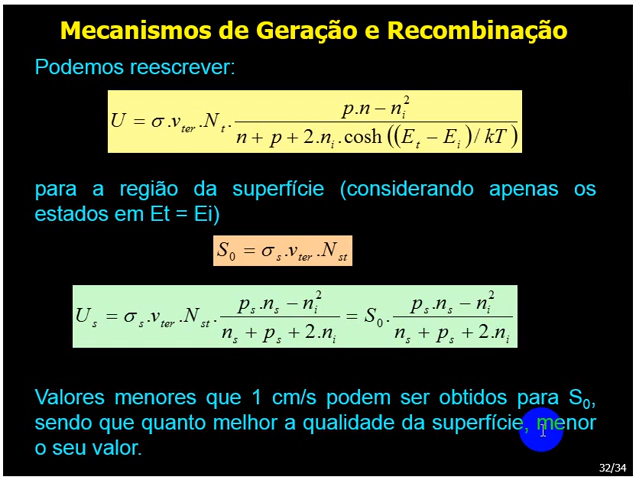 Mecanismos de Geração e Recombinação
Podemos reescrever:
U = σ.v_ter.N_t. (p.n − n_i^2) / (n + p + 2.n_i.cosh((E_t − E_i)/kT))
para a região da superfície (considerando apenas os
estados em Et = Ei)
S_0 = σ_s.v_ter.N_st
U_s = σ_s.v_ter.N_st. (p_s.n_s − n_i^2) / (n_s + p_s + 2.n_i) = S_0. (p_s.n_s − n_i^2) / (n_s + p_s + 2.n_i)
Valores menores que 1 cm/s podem ser obtidos para S_0,
sendo que quanto melhor a qualidade da superfície, menor
o seu valor.
32/34